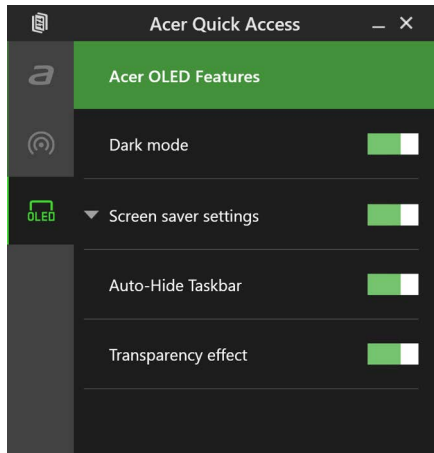 Acer Quick Access
a
Acer OLED Features
Dark mode
OLED
Screen saver settings
Auto-Hide Taskbar
Transparency effect